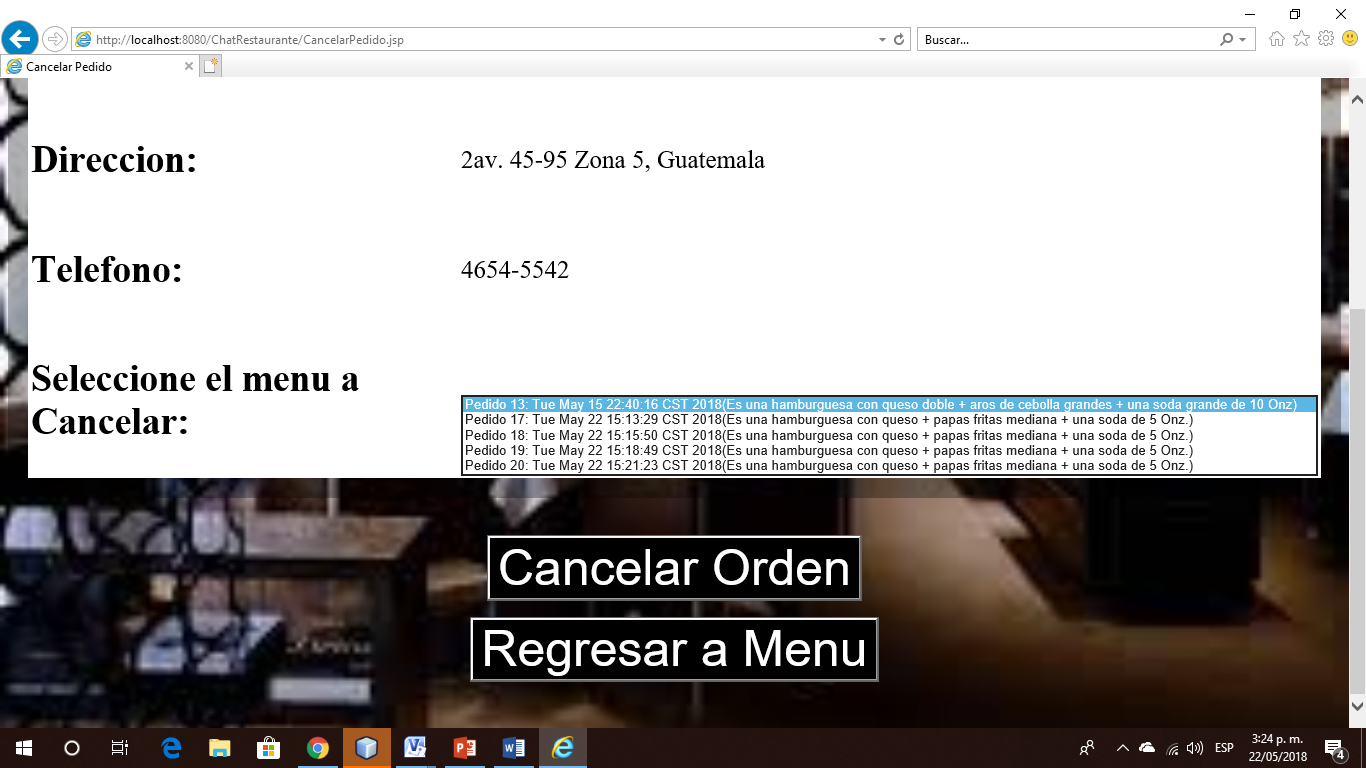 http://localhost:8080/ChatRestaurante/CancelarPedido.jsp
Buscar...
Cancelar Pedido
Direccion:
2av. 45-95 Zona 5, Guatemala
Telefono:
4654-5542
Seleccione el menu a
Cancelar:
Pedido 13: Tue May 15 22:40:16 CST 2018(Es una hamburguesa con queso doble + aros de cebolla grandes + una soda grande de 10 Onz)
Pedido 17: Tue May 22 15:13:29 CST 2018(Es una hamburguesa con queso + papas fritas mediana + una soda de 5 Onz.)
Pedido 18: Tue May 22 15:15:50 CST 2018(Es una hamburguesa con queso + papas fritas mediana + una soda de 5 Onz.)
Pedido 19: Tue May 22 15:18:49 CST 2018(Es una hamburguesa con queso + papas fritas mediana + una soda de 5 Onz.)
Pedido 20: Tue May 22 15:21:23 CST 2018(Es una hamburguesa con queso + papas fritas mediana + una soda de 5 Onz.)
Cancelar Orden
Regresar a Menu
ESP
3:24 p. m.
22/05/2018
4